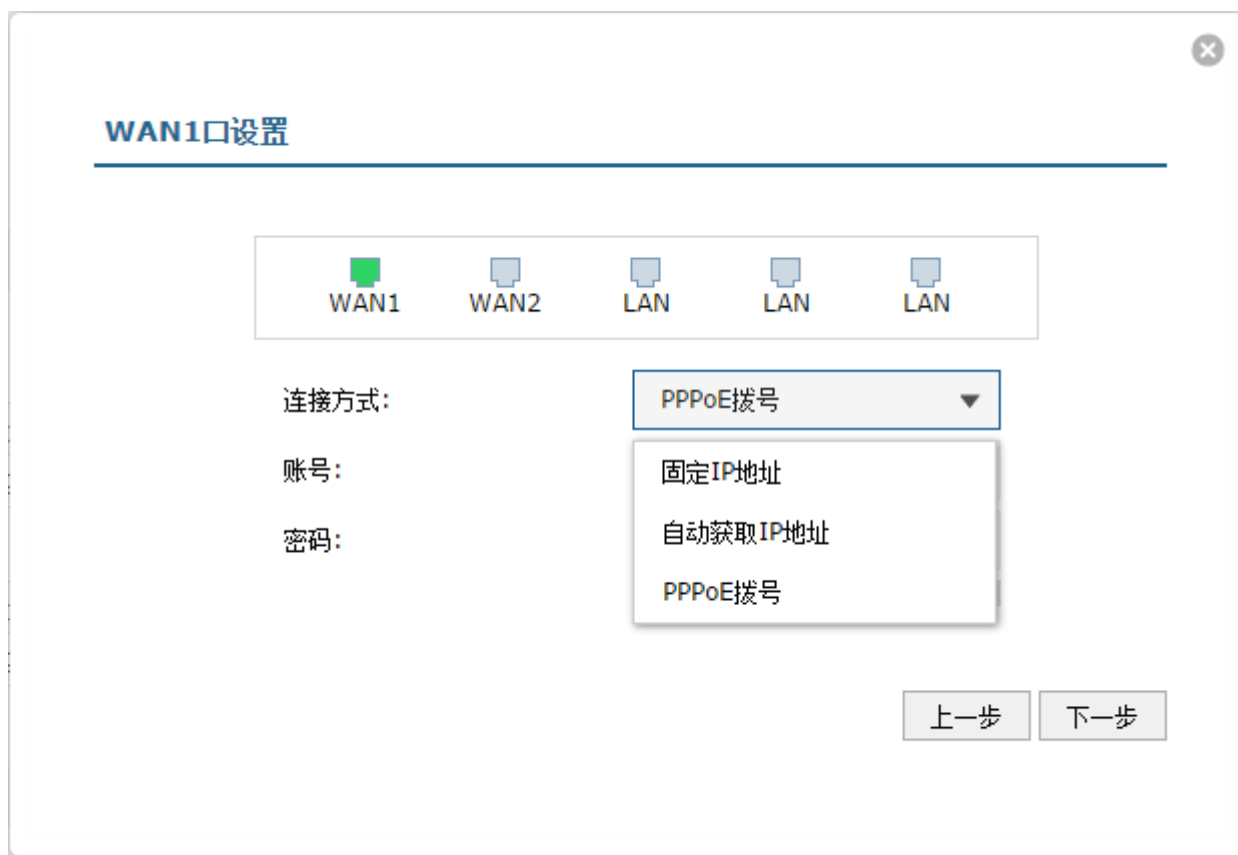 WAN1口设置
WAN1 WAN2 LAN LAN LAN
连接方式: PPPoE拨号
账号: 固定IP地址
自动获取IP地址
密码:
PPPoE拨号
上一步 下一步